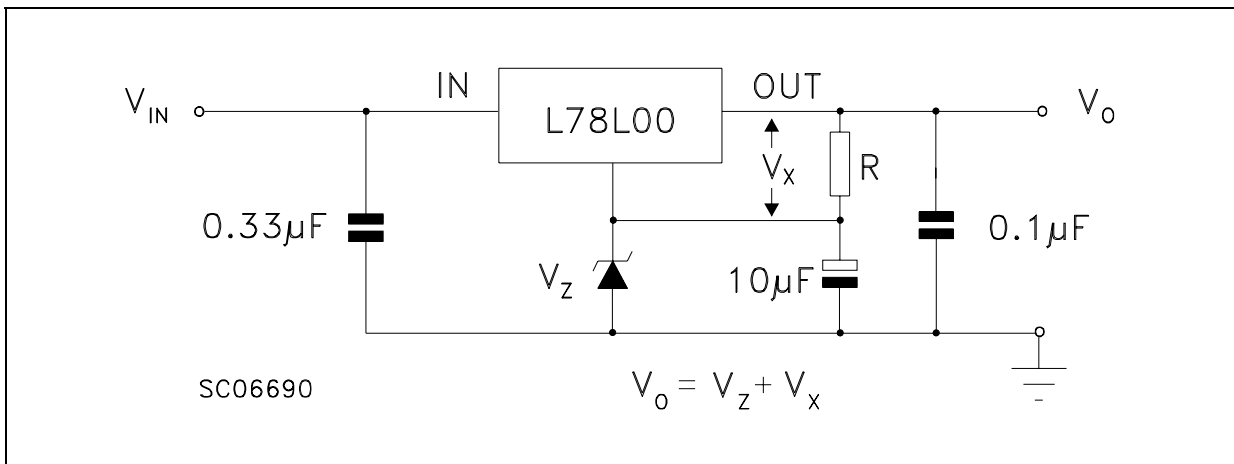 IN
OUT
V_IN
L78L00
V_O
V_X
R
0.33µF
0.1µF
V_Z
10µF
SC06690
V_O = V_Z + V_X